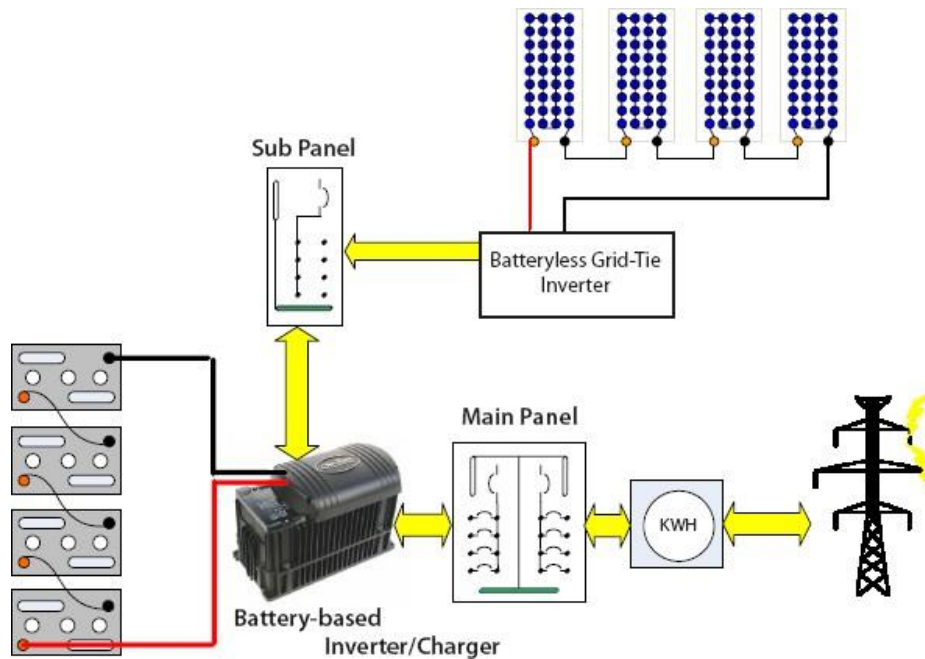 Sub Panel
Batteryless Grid-Tie
Inverter
Main Panel
KWH
Battery-based
Inverter/Charger